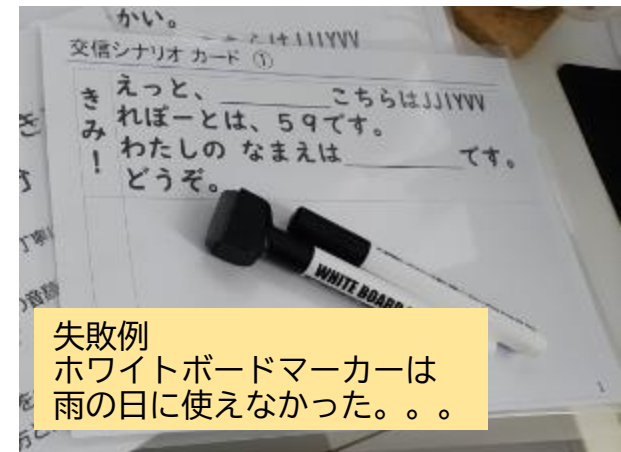 かい。
交信シナリオ カード ①
きみ！
えっと、＿＿＿＿＿こちらはJJ1YVV
れぽーとは、59です。
わたしの なまえは＿＿＿＿＿です。
どうぞ。
WHITE BOARD
失敗例
ホワイトボードマーカーは
雨の日に使えなかった。。。
1